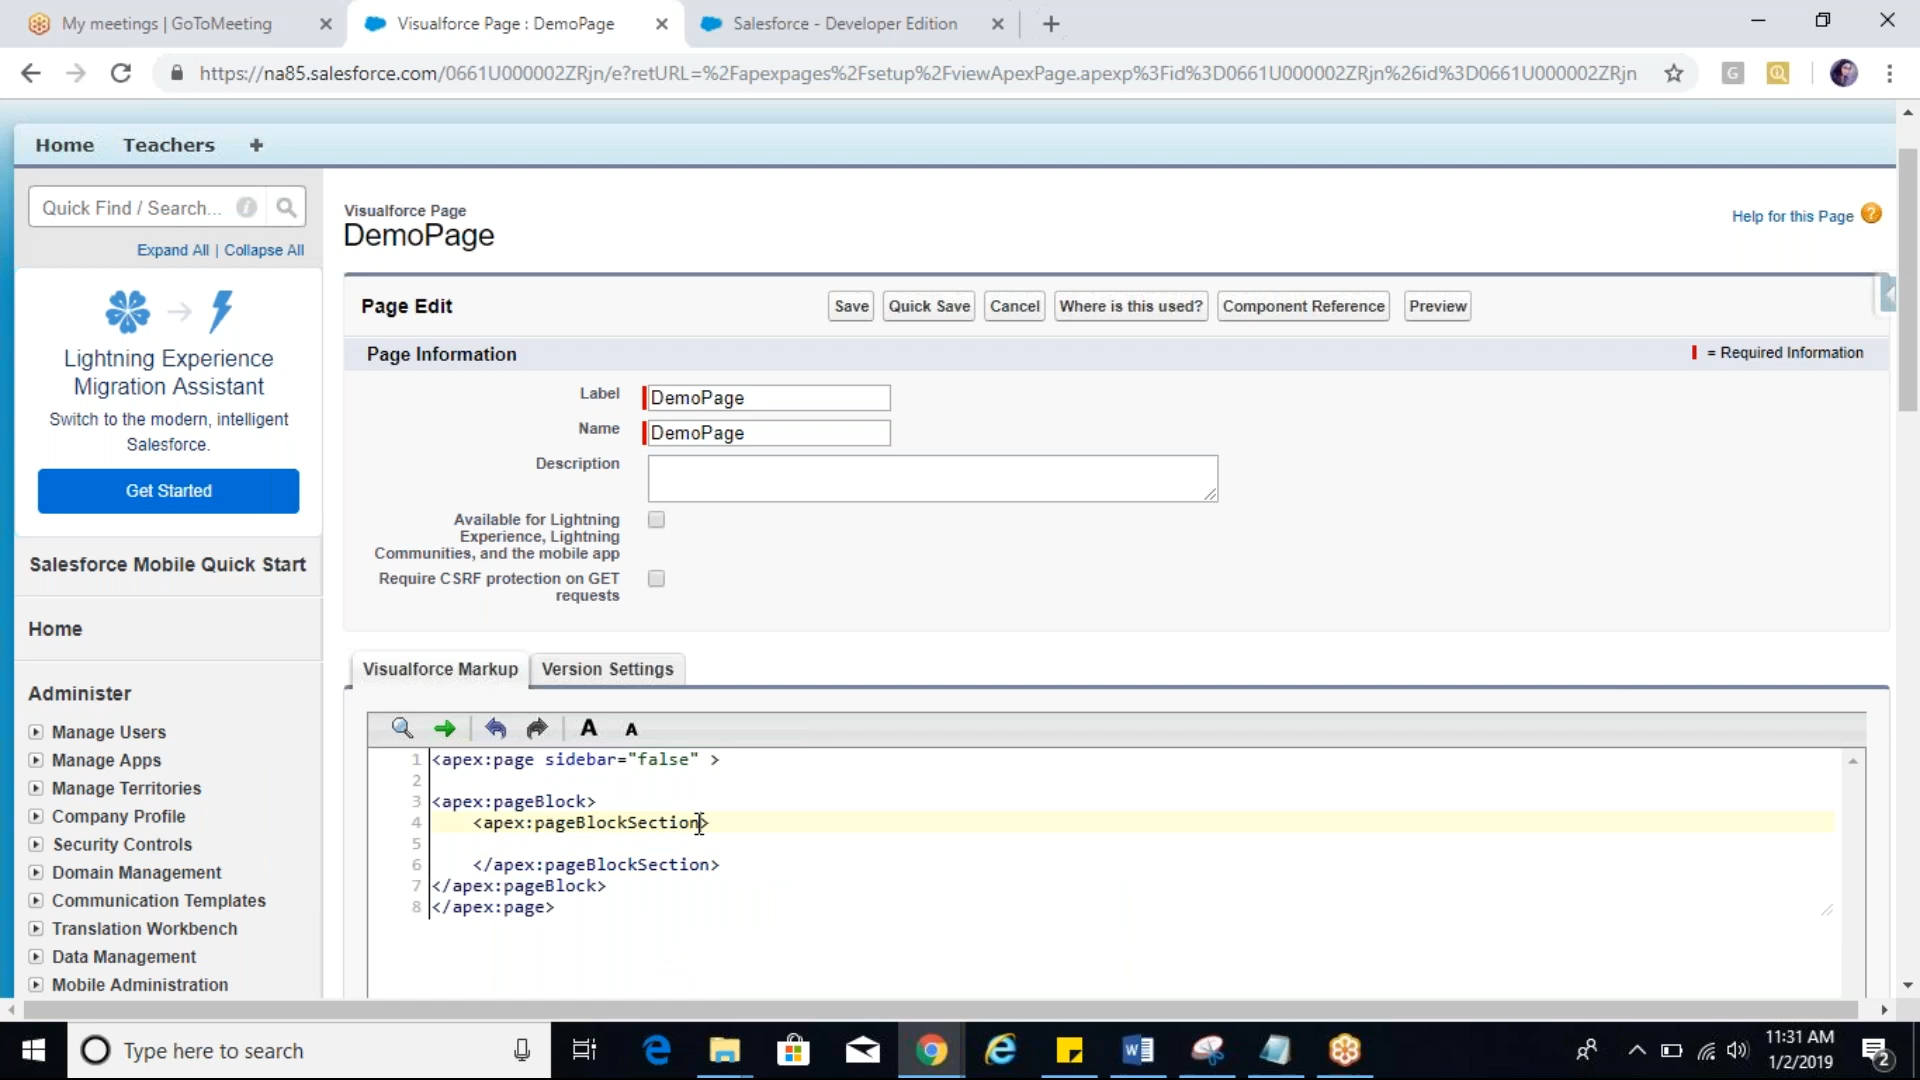 My meetings | GoToMeeting
Visualforce Page : DemoPage
Salesforce - Developer Edition
https://na85.salesforce.com/0661U000002ZRjn/e?retURL=%2Fapexpages%2Fsetup%2FviewApexPage.apexp%3Fid%3D0661U000002ZRjn%26id%3D0661U000002ZRjn
G
Home Teachers +
Quick Find / Search... i
Expand All | Collapse All
Lightning Experience
Migration Assistant
Switch to the modern, intelligent
Salesforce.
Get Started
Salesforce Mobile Quick Start
Home
Administer
Manage Users
Manage Apps
Manage Territories
Company Profile
Security Controls
Domain Management
Communication Templates
Translation Workbench
Data Management
Mobile Administration
Visualforce Page
DemoPage
Help for this Page ?
Page Edit
Save Quick Save Cancel Where is this used? Component Reference Preview
Page Information
= Required Information
Label DemoPage
Name DemoPage
Description
Available for Lightning
Experience, Lightning
Communities, and the mobile app
Require CSRF protection on GET
requests
Visualforce Markup Version Settings
A A
1 <apex:page sidebar="false" >
2
3 <apex:pageBlock>
4 <apex:pageBlockSection>
5
6 </apex:pageBlockSection>
7 </apex:pageBlock>
8 </apex:page>
Type here to search
11:31 AM
1/2/2019
2